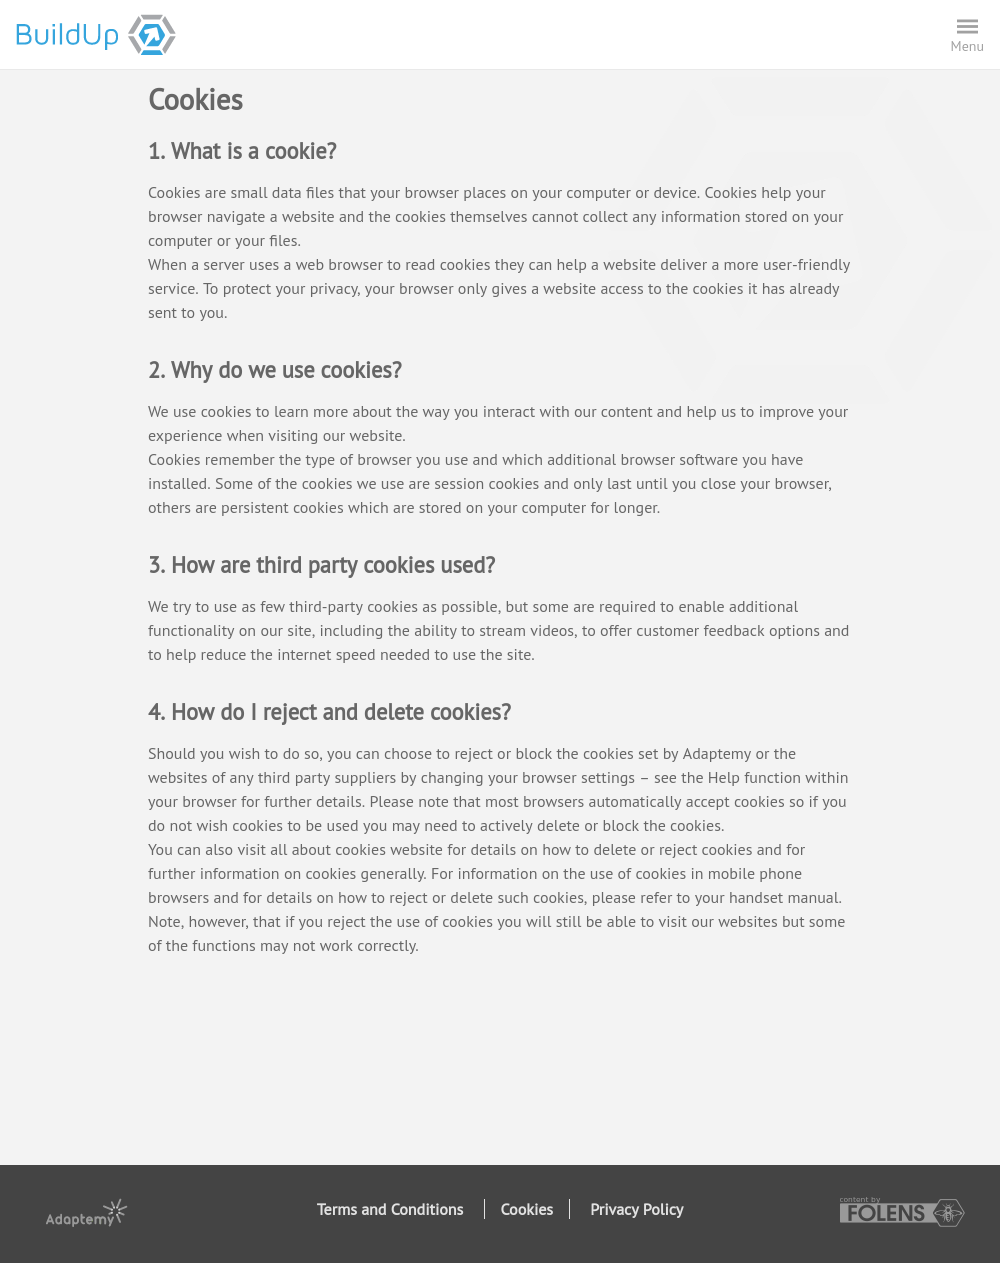 BuildUp
Menu
Cookies
1. What is a cookie?
Cookies are small data files that your browser places on your computer or device. Cookies help your
browser navigate a website and the cookies themselves cannot collect any information stored on your
computer or your files.
When a server uses a web browser to read cookies they can help a website deliver a more user-friendly
service. To protect your privacy, your browser only gives a website access to the cookies it has already
sent to you.
2. Why do we use cookies?
We use cookies to learn more about the way you interact with our content and help us to improve your
experience when visiting our website.
Cookies remember the type of browser you use and which additional browser software you have
installed. Some of the cookies we use are session cookies and only last until you close your browser,
others are persistent cookies which are stored on your computer for longer.
3. How are third party cookies used?
We try to use as few third-party cookies as possible, but some are required to enable additional
functionality on our site, including the ability to stream videos, to offer customer feedback options and
to help reduce the internet speed needed to use the site.
4. How do I reject and delete cookies?
Should you wish to do so, you can choose to reject or block the cookies set by Adaptemy or the
websites of any third party suppliers by changing your browser settings – see the Help function within
your browser for further details. Please note that most browsers automatically accept cookies so if you
do not wish cookies to be used you may need to actively delete or block the cookies.
You can also visit all about cookies website for details on how to delete or reject cookies and for
further information on cookies generally. For information on the use of cookies in mobile phone
browsers and for details on how to reject or delete such cookies, please refer to your handset manual.
Note, however, that if you reject the use of cookies you will still be able to visit our websites but some
of the functions may not work correctly.
Adaptemy
Terms and Conditions
Cookies
Privacy Policy
content by
FOLENS